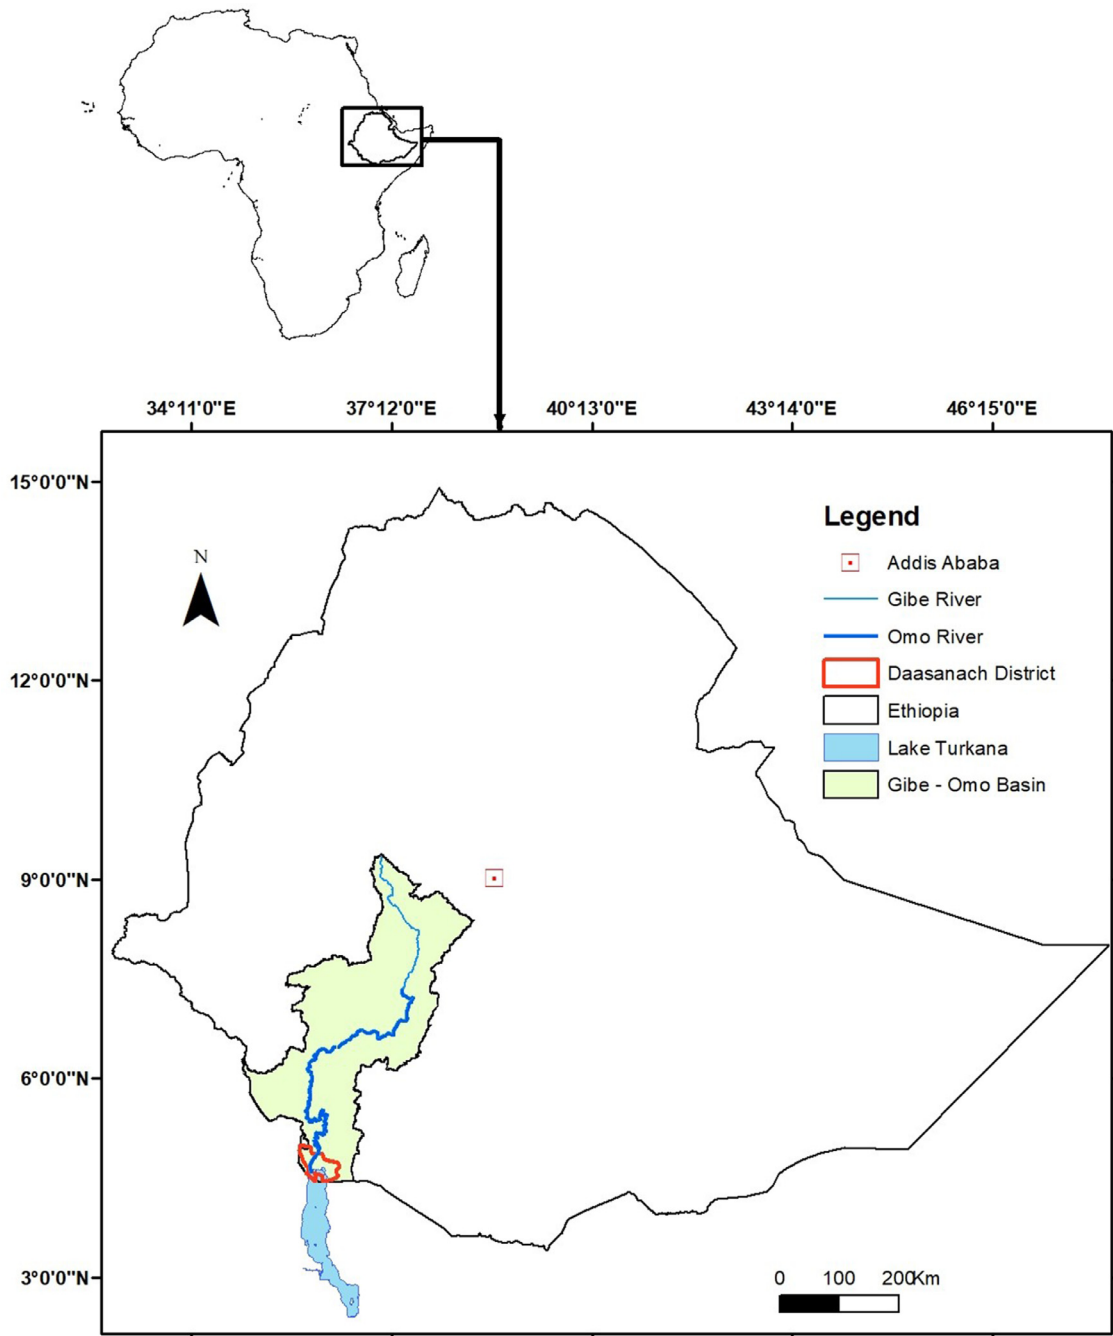 34°11'0"E 37°12'0"E 40°13'0"E 43°14'0"E 46°15'0"E
15°0'0"N
N
Legend
Addis Ababa
Gibe River
Omo River
Daasanach District
Ethiopia
Lake Turkana
Gibe - Omo Basin
12°0'0"N
9°0'0"N
6°0'0"N
3°0'0"N
0 100 200 Km